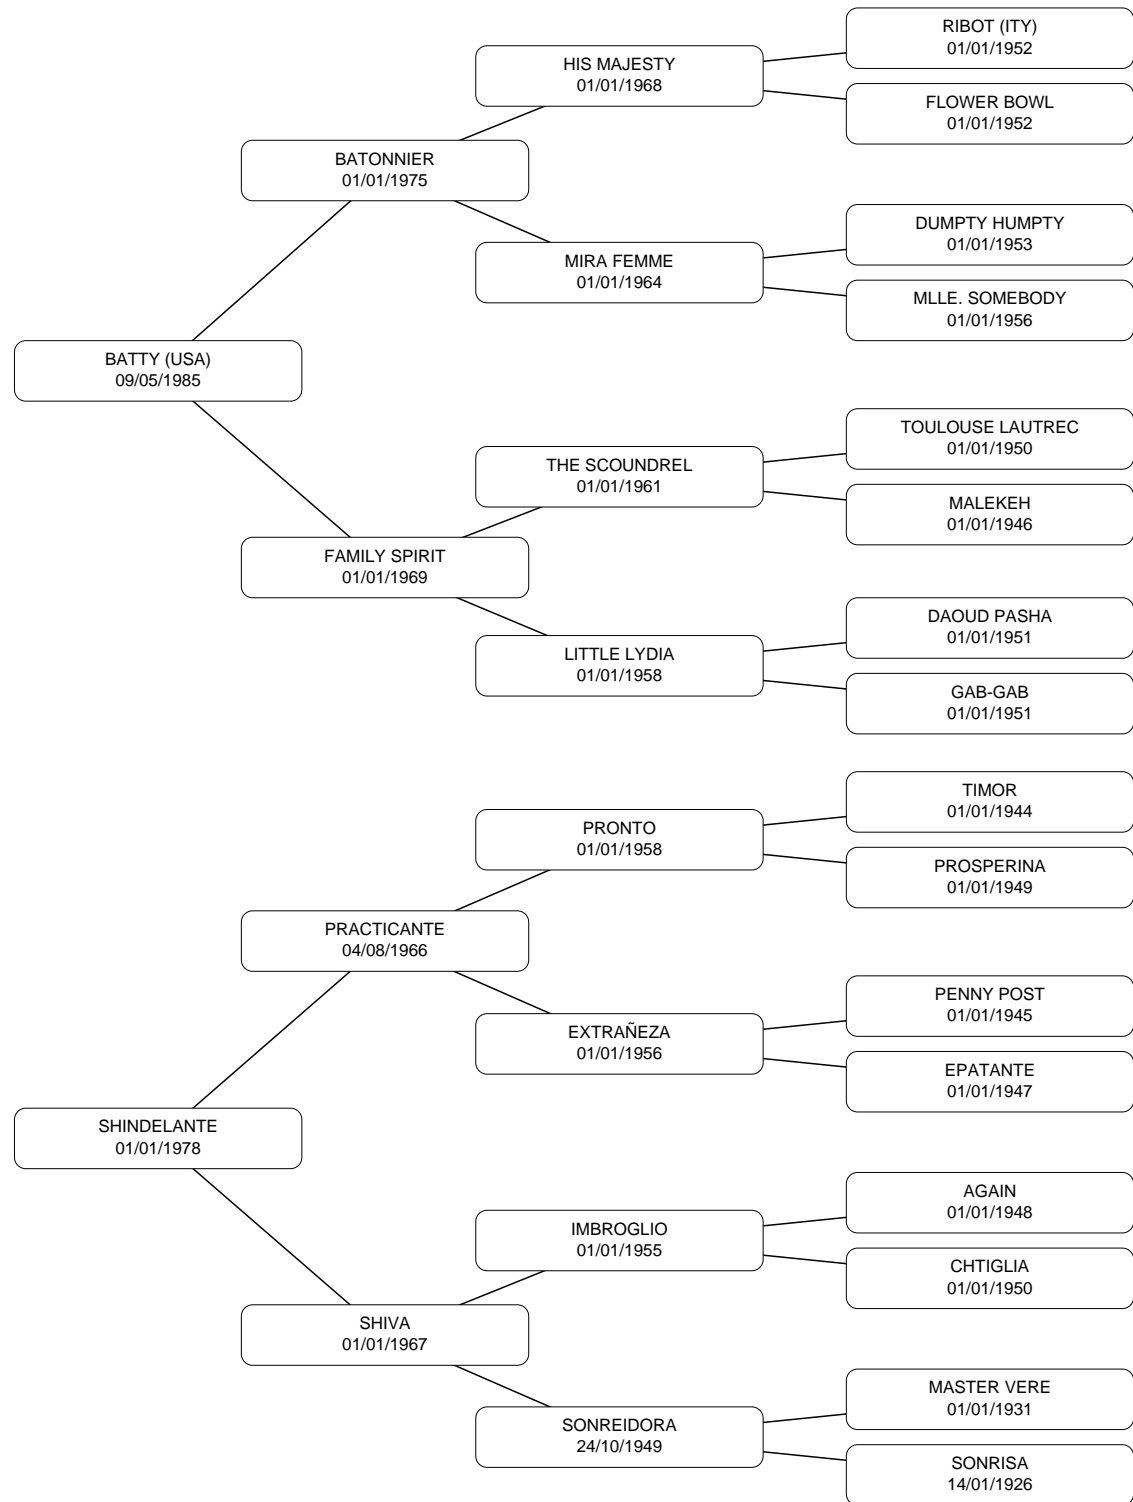 RIBOT (ITY)
01/01/1952
HIS MAJESTY
01/01/1968
FLOWER BOWL
01/01/1952
BATONNIER
01/01/1975
DUMPTY HUMPTY
01/01/1953
MIRA FEMME
01/01/1964
MLLE. SOMEBODY
01/01/1956
BATTY (USA)
09/05/1985
TOULOUSE LAUTREC
01/01/1950
THE SCOUNDREL
01/01/1961
MALEKEH
01/01/1946
FAMILY SPIRIT
01/01/1969
DAOUD PASHA
01/01/1951
LITTLE LYDIA
01/01/1958
GAB-GAB
01/01/1951
TIMOR
01/01/1944
PRONTO
01/01/1958
PROSPERINA
01/01/1949
PRACTICANTE
04/08/1966
PENNY POST
01/01/1945
EXTRAÑEZA
01/01/1956
EPATANTE
01/01/1947
SHINDELANTE
01/01/1978
AGAIN
01/01/1948
IMBROGLIO
01/01/1955
CHTIGLIA
01/01/1950
SHIVA
01/01/1967
MASTER VERE
01/01/1931
SONREIDORA
24/10/1949
SONRISA
14/01/1926